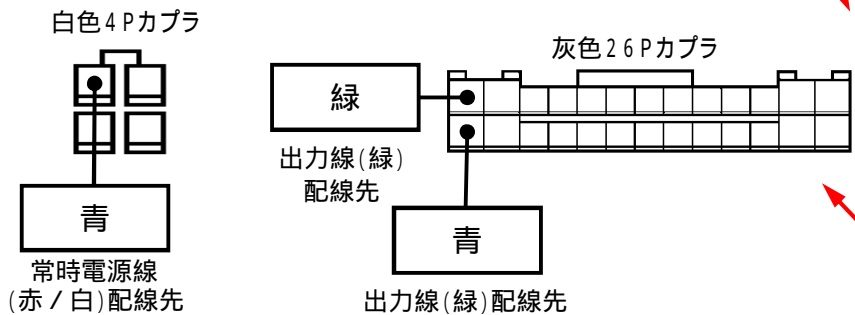 白色4Pカプラ
青
常時電源線
(赤/白)配線先
灰色26Pカプラ
緑
出力線(緑)
配線先
青
出力線(緑)配線先